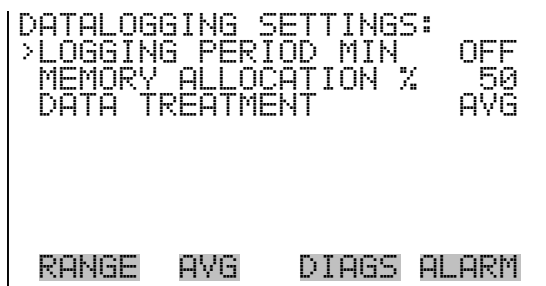 DATALOGGING SETTINGS:
>LOGGING PERIOD MIN OFF
MEMORY ALLOCATION % 50
DATA TREATMENT AVG
RANGE AVG DIAGS ALARM